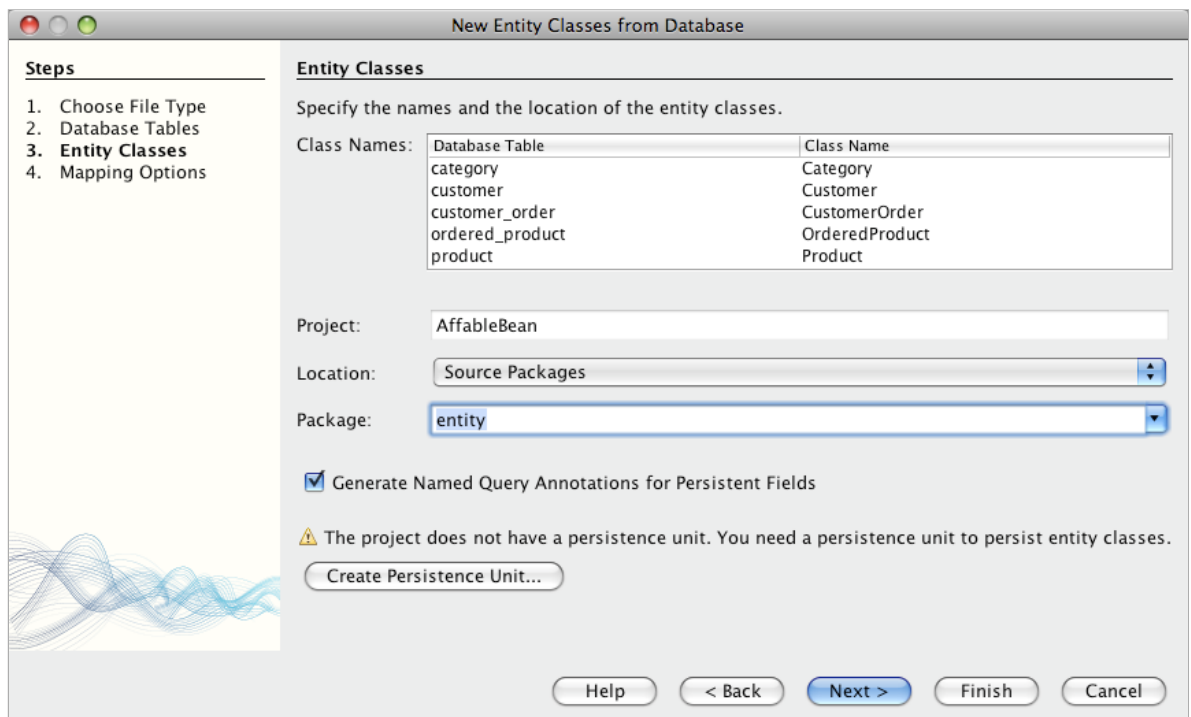 New Entity Classes from Database
Steps
1. Choose File Type
2. Database Tables
3. Entity Classes
4. Mapping Options
Entity Classes
Specify the names and the location of the entity classes.
Class Names:
Database Table Class Name
category Category
customer Customer
customer_order CustomerOrder
ordered_product OrderedProduct
product Product
Project: AffableBean
Location: Source Packages
Package: entity
Generate Named Query Annotations for Persistent Fields
The project does not have a persistence unit. You need a persistence unit to persist entity classes.
Create Persistence Unit...
Help < Back Next > Finish Cancel